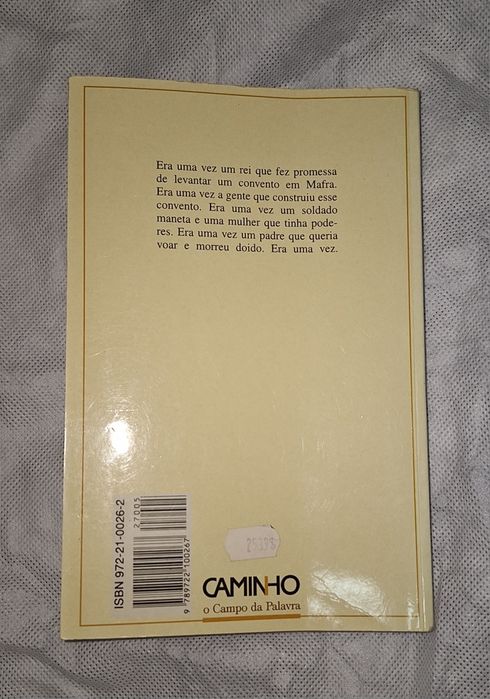 Era uma vez um rei que fez promessa
de levantar um convento em Mafra.
Era uma vez a gente que construiu esse
convento. Era uma vez um soldado
maneta e uma mulher que tinha pode-
res. Era uma vez um padre que queria
voar e morreu doido. Era uma vez.
ISBN 972-21-0026-2
27005
9 789722 100267
CAMINHO
o Campo da Palavra